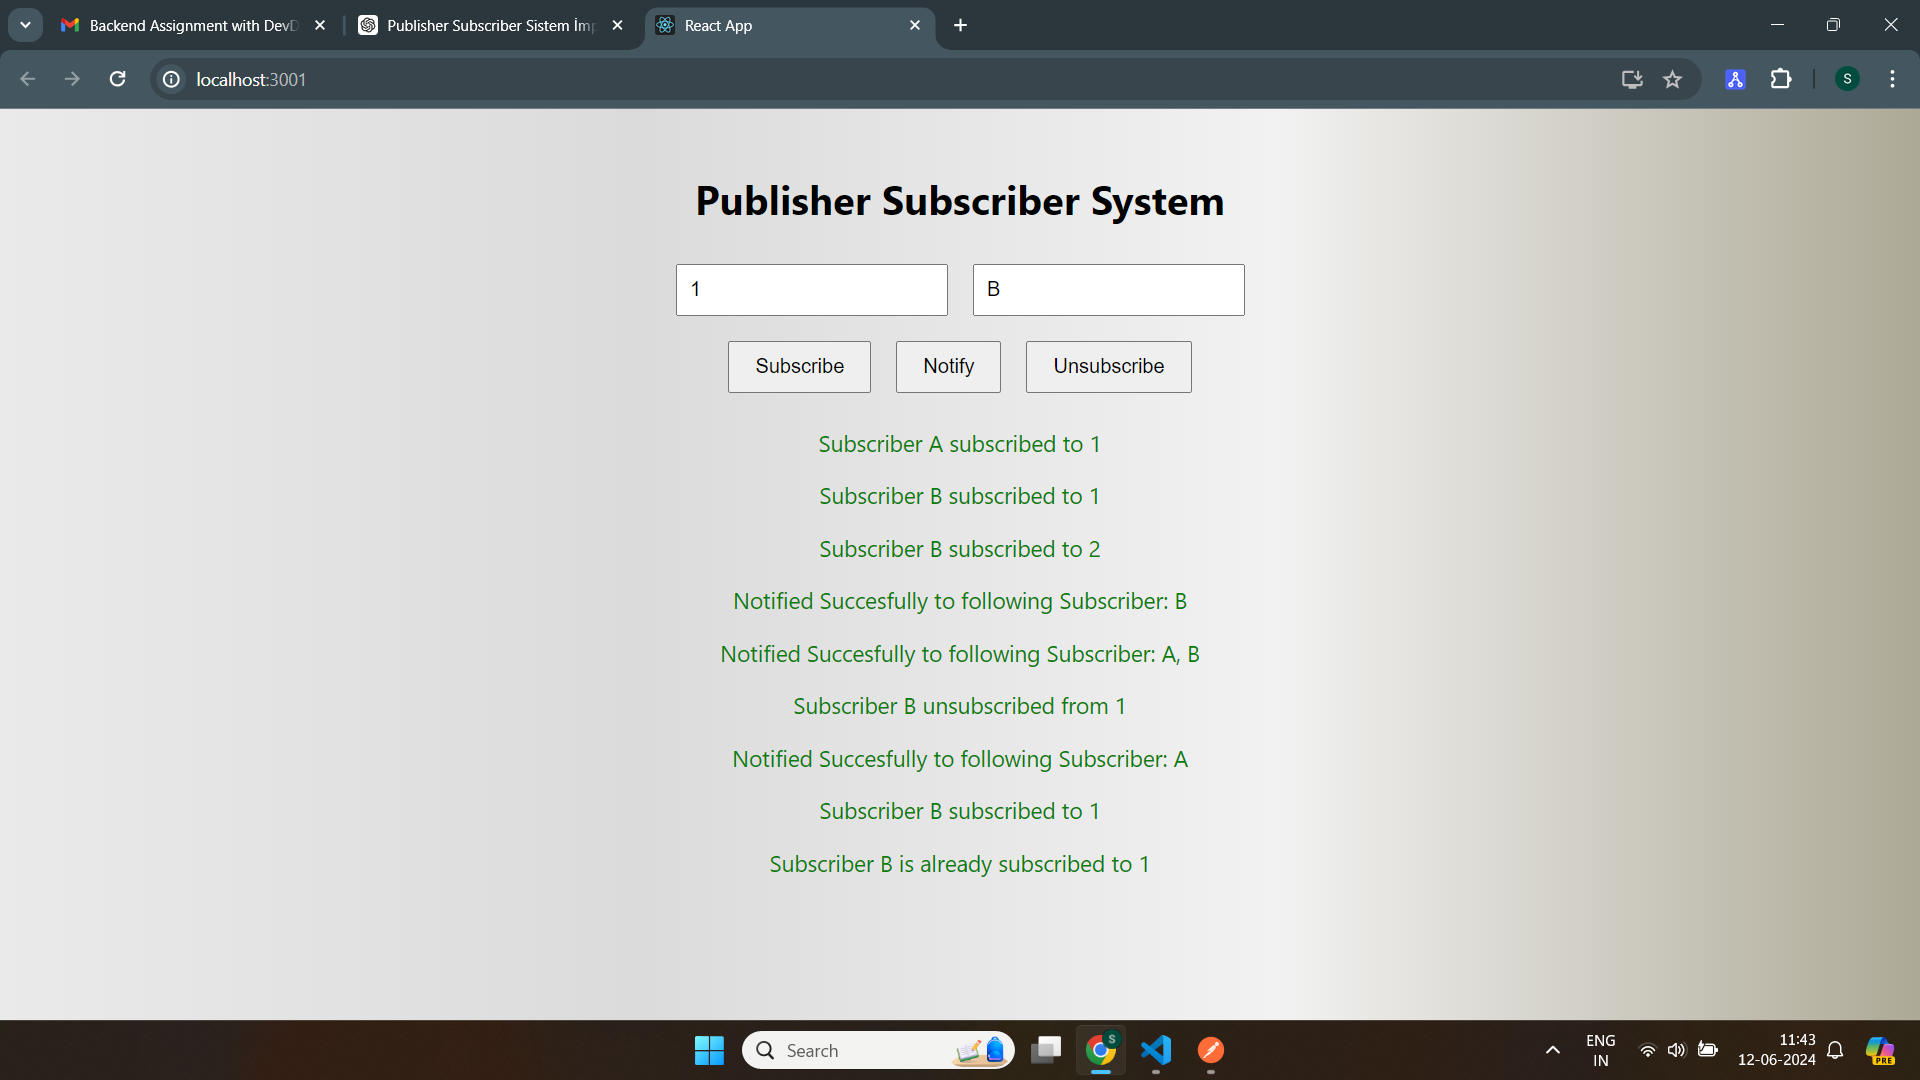 Backend Assignment with DevD
Publisher Subscriber Sistem İmp
React App
localhost:3001
S
Publisher Subscriber System
1
B
Subscribe
Notify
Unsubscribe
Subscriber A subscribed to 1
Subscriber B subscribed to 1
Subscriber B subscribed to 2
Notified Succesfully to following Subscriber: B
Notified Succesfully to following Subscriber: A, B
Subscriber B unsubscribed from 1
Notified Succesfully to following Subscriber: A
Subscriber B subscribed to 1
Subscriber B is already subscribed to 1
Search
S
ENG
IN
11:43
12-06-2024
PRE